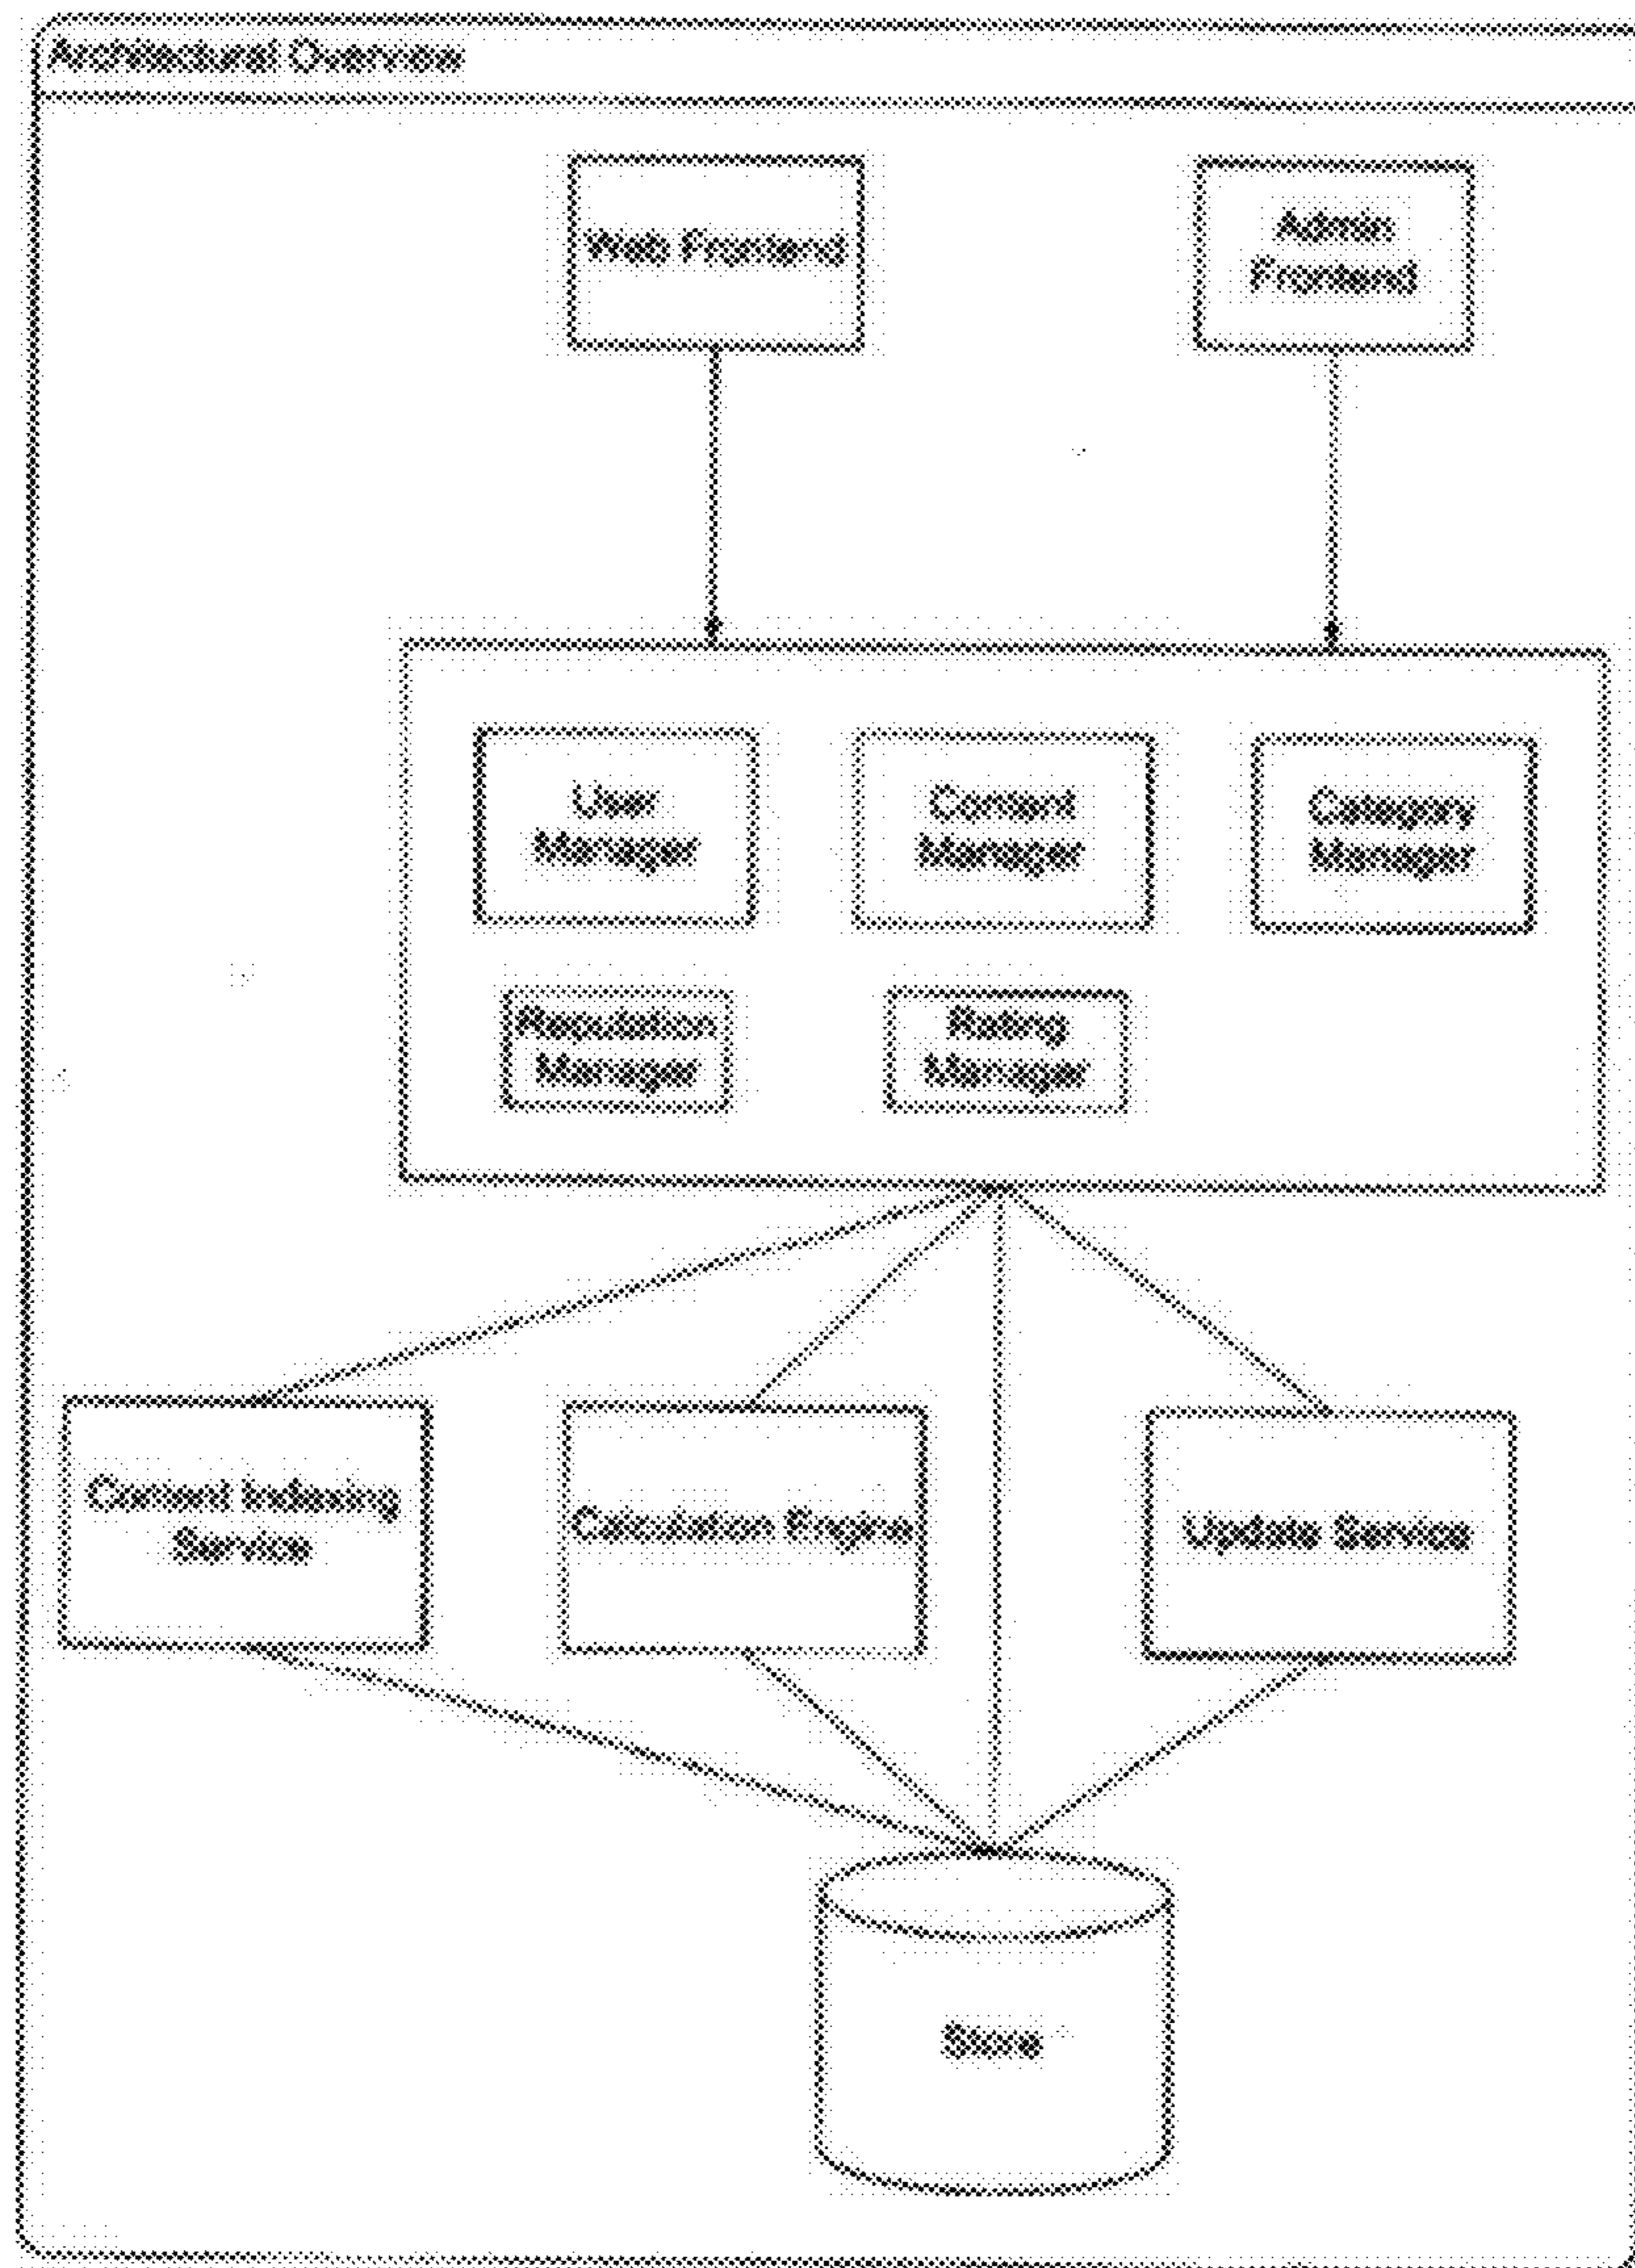 Architectural Overview
Web Frontend
Admin
Frontend
User
Manager
Content
Manager
Category
Manager
Reputation
Manager
Rating
Manager
Content Indexing
Service
Calculation Engine
Update Service
Store